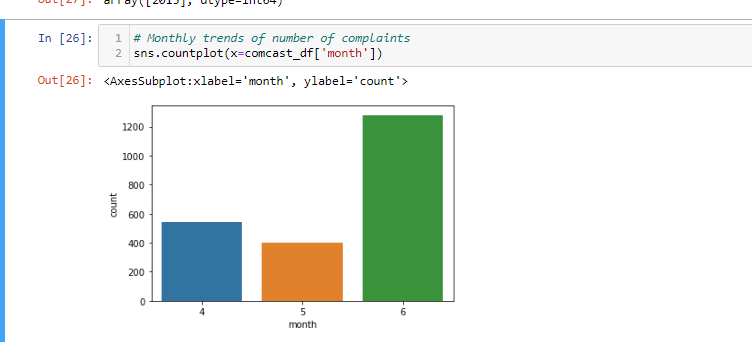 Out[27]: array([2015], dtype=int64)
In [26]: 1 # Monthly trends of number of complaints
2 sns.countplot(x=comcast_df['month'])
Out[26]: <AxesSubplot:xlabel='month', ylabel='count'>
1200
1000
800
600
400
200
0
count
4 5 6
month